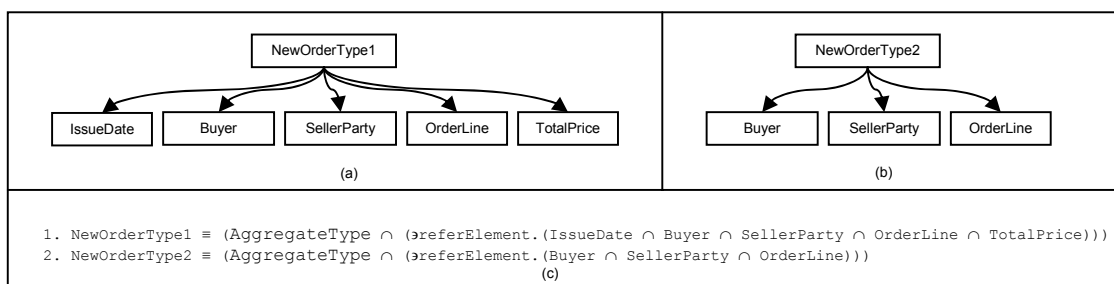 NewOrderType1
IssueDate Buyer SellerParty OrderLine TotalPrice
(a)
NewOrderType2
Buyer SellerParty OrderLine
(b)
1. NewOrderType1 ≡ (AggregateType ∩ (϶referElement.(IssueDate ∩ Buyer ∩ SellerParty ∩ OrderLine ∩ TotalPrice)))
2. NewOrderType2 ≡ (AggregateType ∩ (϶referElement.(Buyer ∩ SellerParty ∩ OrderLine)))
(c)